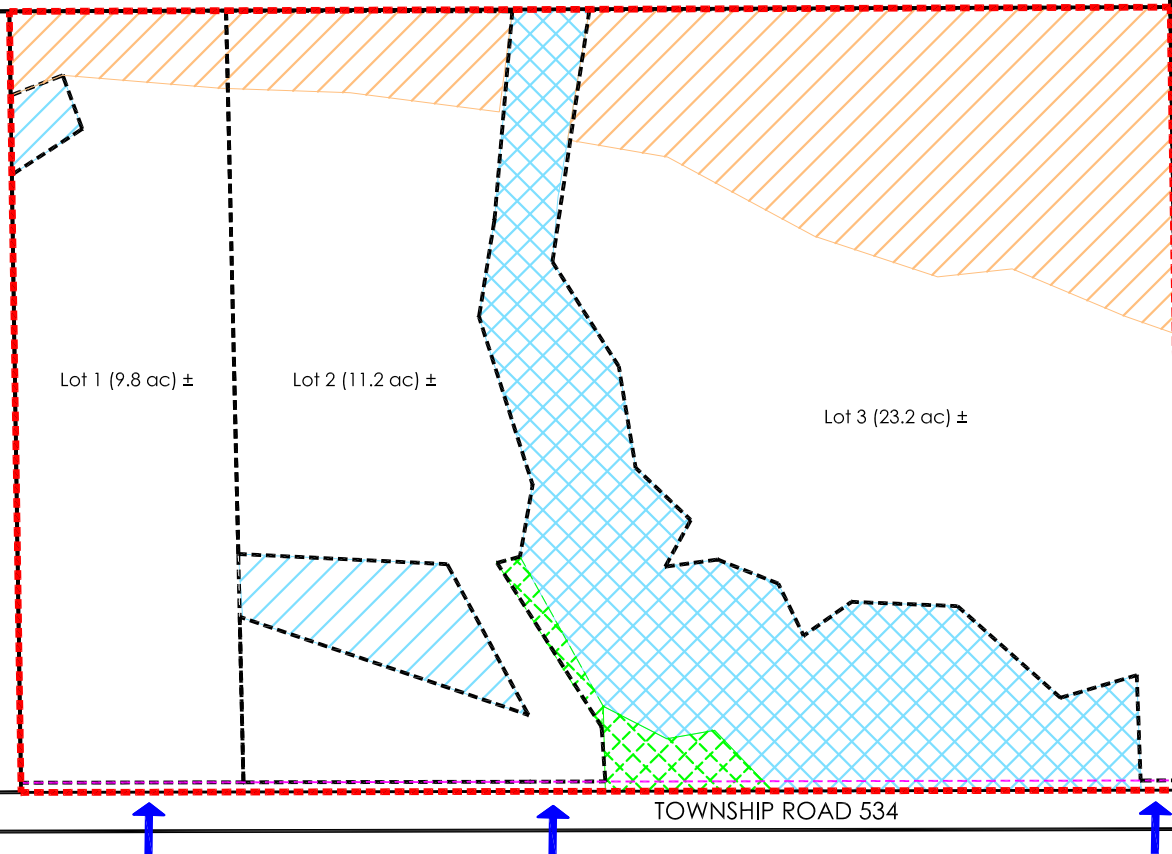 Lot 1 (9.8 ac) ±
Lot 2 (11.2 ac) ±
Lot 3 (23.2 ac) ±
TOWNSHIP ROAD 534